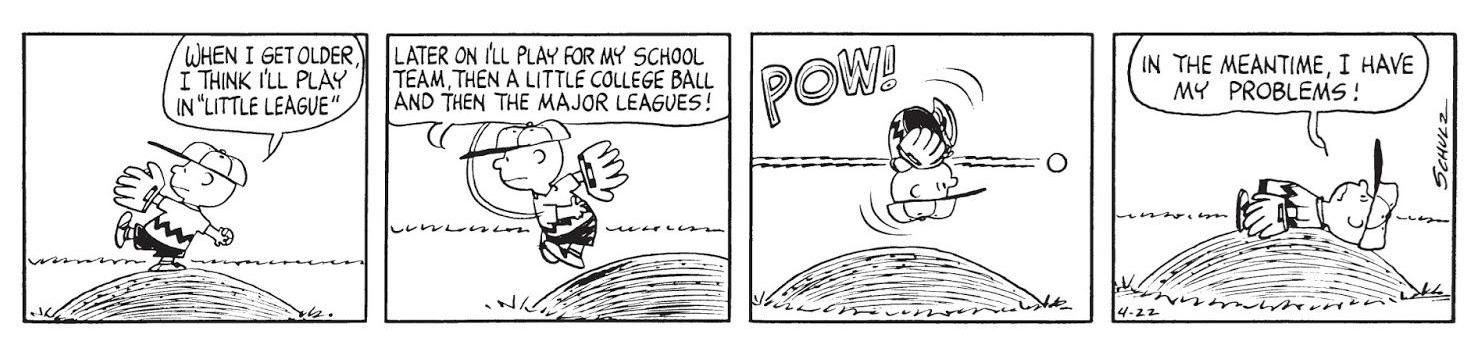 WHEN I GET OLDER,
I THINK I'LL PLAY
IN "LITTLE LEAGUE"
LATER ON I'LL PLAY FOR MY SCHOOL
TEAM, THEN A LITTLE COLLEGE BALL
AND THEN THE MAJOR LEAGUES!
POW!
IN THE MEANTIME, I HAVE
MY PROBLEMS!
SCHULZ
4-22